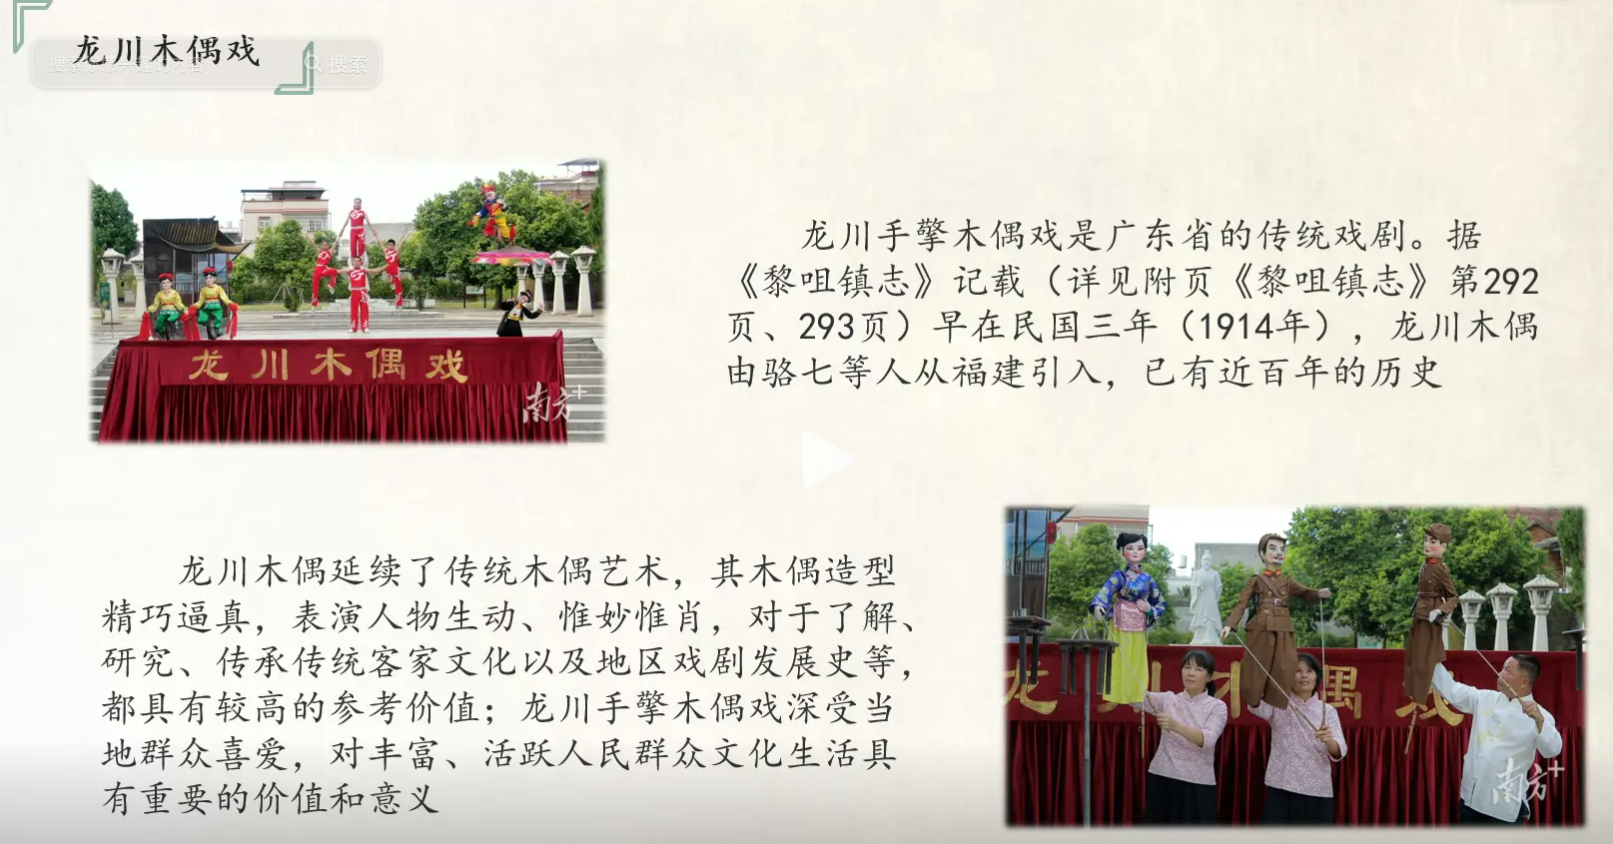 龙川木偶戏
搜索
龙川木偶戏
南方+
龙川手擎木偶戏是广东省的传统戏剧。据
《黎咀镇志》记载（详见附页《黎咀镇志》第292
页、293页）早在民国三年（1914年），龙川木偶
由骆七等人从福建引入，已有近百年的历史
龙川木偶延续了传统木偶艺术，其木偶造型
精巧逼真，表演人物生动、惟妙惟肖，对于了解、
研究、传承传统客家文化以及地区戏剧发展史等，
都具有较高的参考价值；龙川手擎木偶戏深受当
地群众喜爱，对丰富、活跃人民群众文化生活具
有重要的价值和意义
龙川木偶戏
南方+